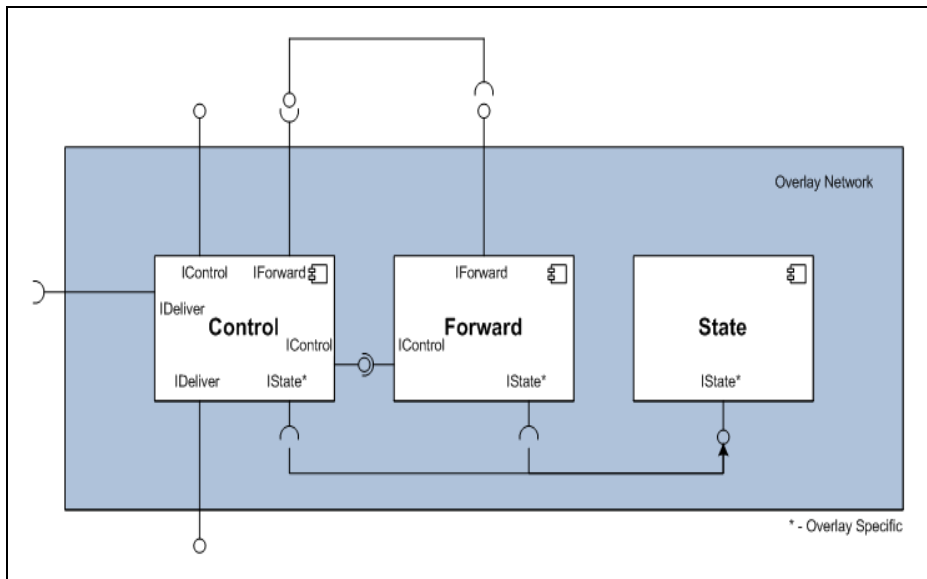 Overlay Network
IControl IForward
IDeliver
Control
IControl
IDeliver IState*
IForward
Forward
IControl
IState*
State
IState*
* - Overlay Specific